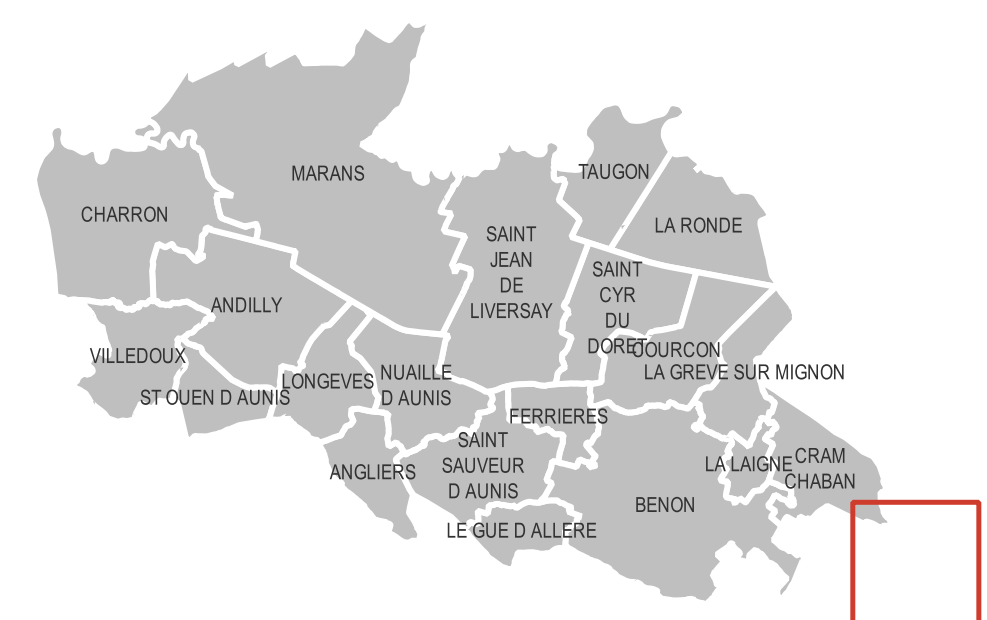 MARANS
TAUGON
CHARRON
LA RONDE
SAINT
JEAN
DE
LIVERSAY
SAINT
CYR
DU
DORET
ANDILLY
COURCON
VILLEDOUX
LA GREVE SUR MIGNON
NUAILLE
D AUNIS
LONGEVES
ST OUEN D AUNIS
FERRIERES
SAINT
SAUVEUR
D AUNIS
CRAM
CHABAN
LA LAIGNE
ANGLIERS
BENON
LE GUE D ALLERE